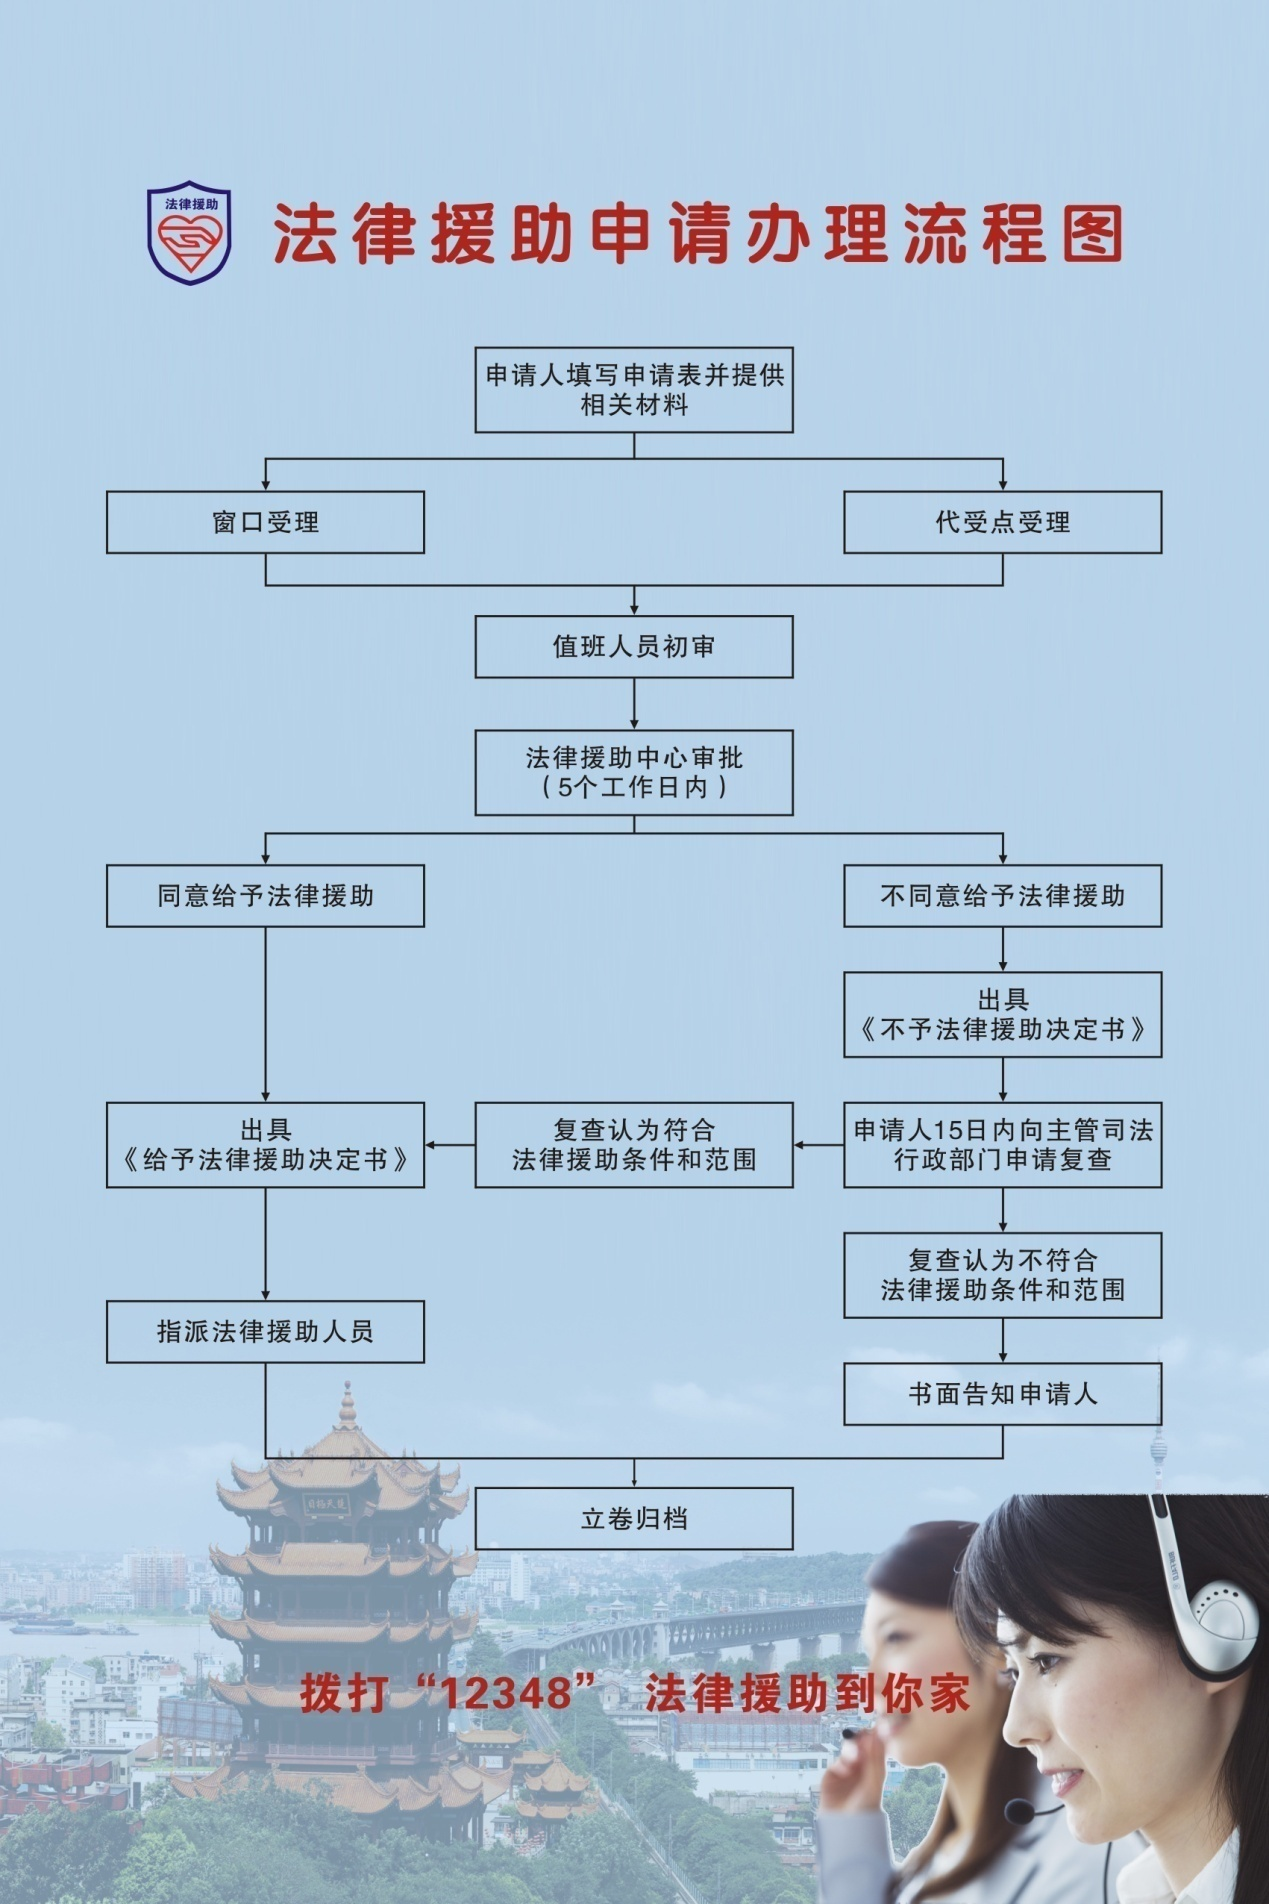 法律援助
法律援助申请办理流程图
申请人填写申请表并提供
相关材料
窗口受理
代受点受理
值班人员初审
法律援助中心审批
（5个工作日内）
同意给予法律援助
不同意给予法律援助
出具
《不予法律援助决定书》
出具
《给予法律援助决定书》
复查认为符合
法律援助条件和范围
申请人15日内向主管司法
行政部门申请复查
复查认为不符合
法律援助条件和范围
指派法律援助人员
书面告知申请人
立卷归档
拨打“12348” 法律援助到你家